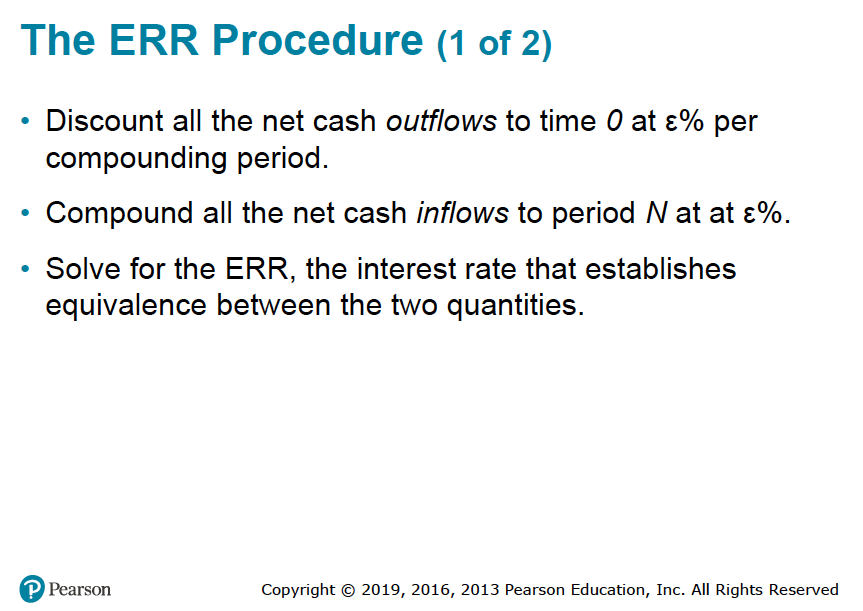 The ERR Procedure (1 of 2)
• Discount all the net cash outflows to time 0 at ε% per
compounding period.
• Compound all the net cash inflows to period N at at ε%.
• Solve for the ERR, the interest rate that establishes
equivalence between the two quantities.
P Pearson
Copyright © 2019, 2016, 2013 Pearson Education, Inc. All Rights Reserved